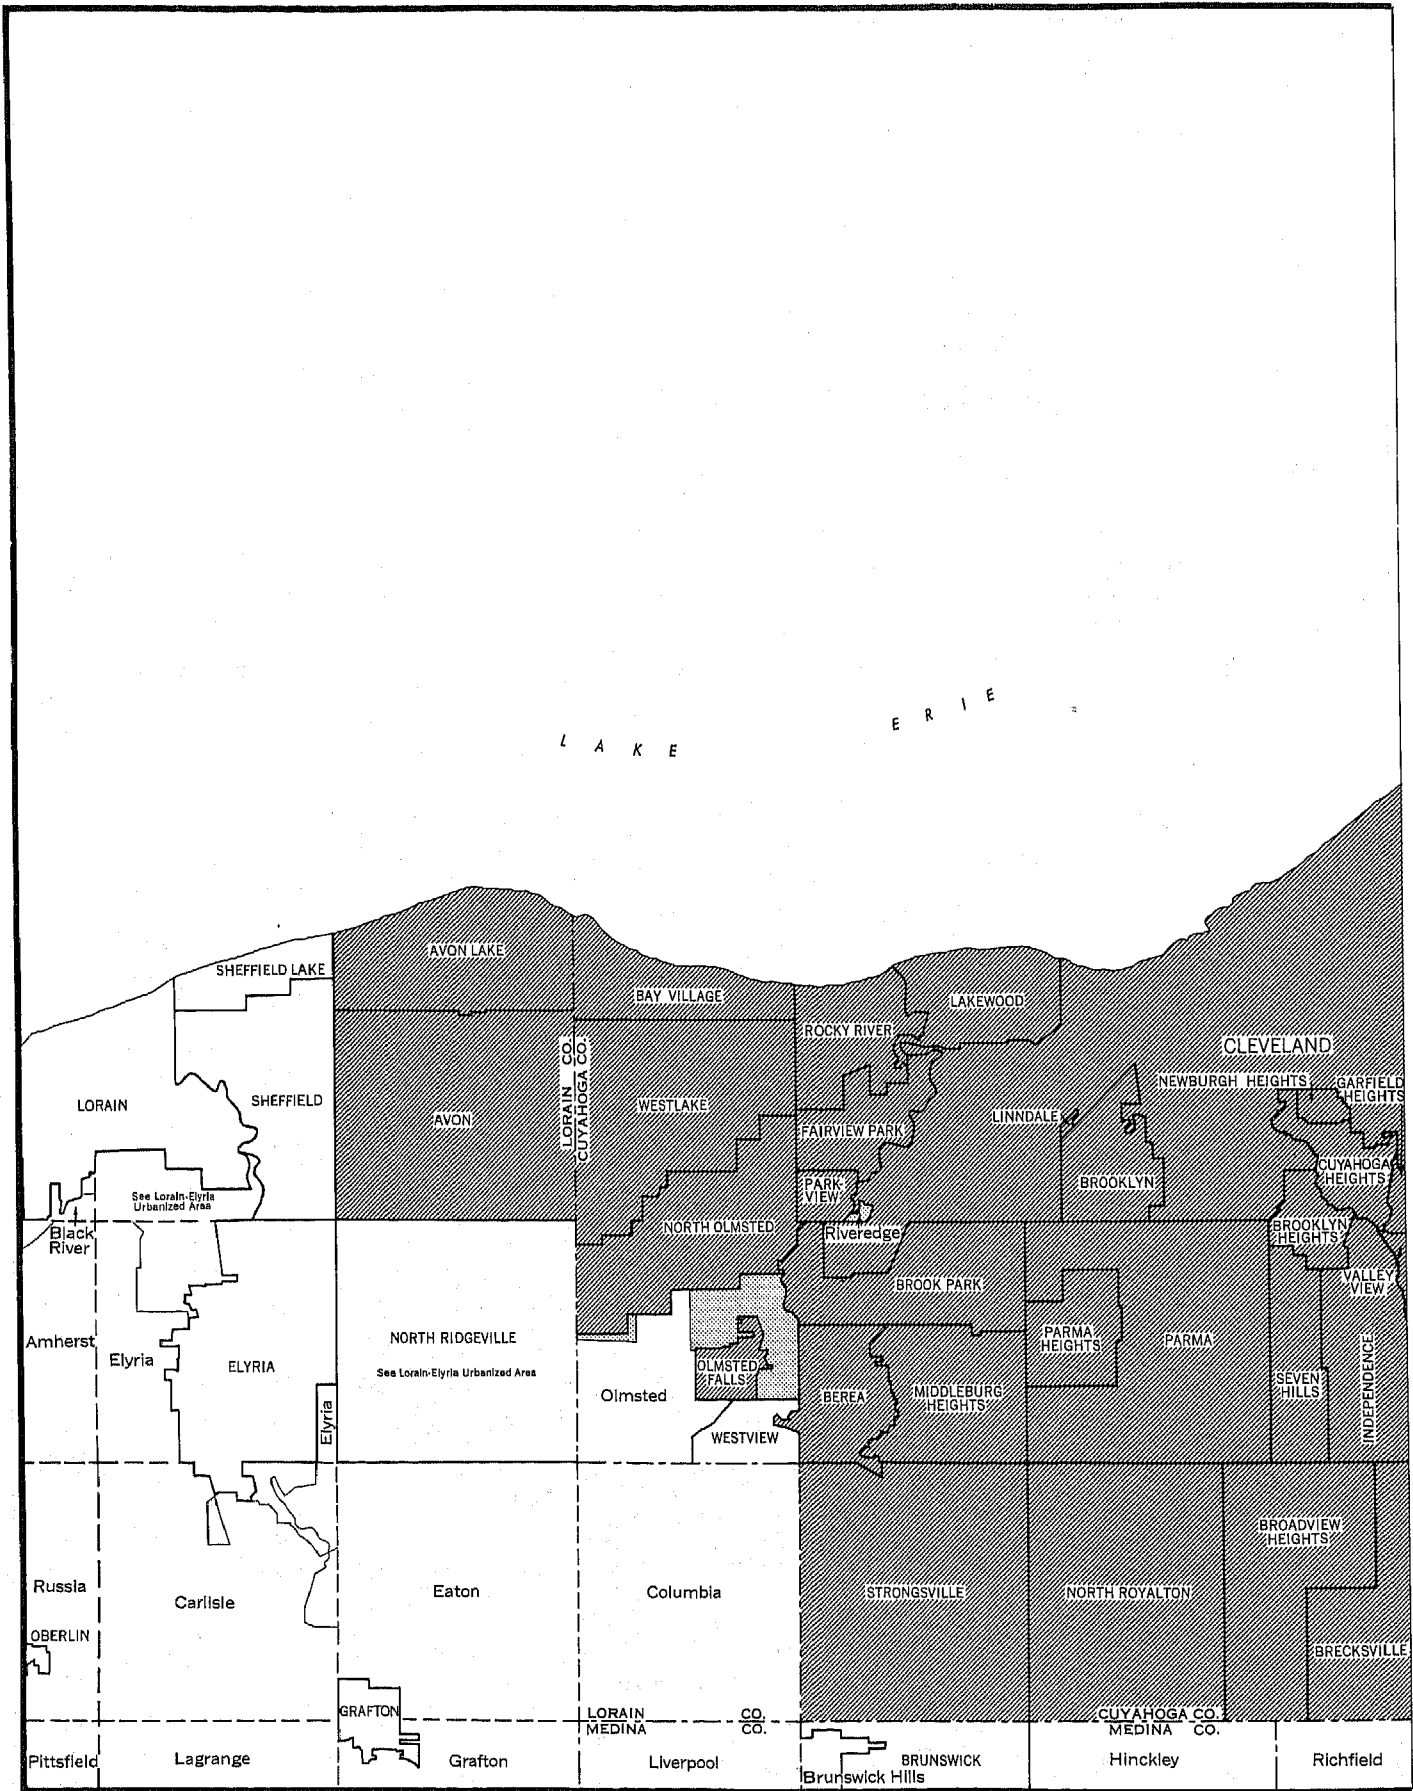 LAKE ERIE
AVON LAKE
SHEFFIELD LAKE
BAY VILLAGE
LAKEWOOD
ROCKY RIVER
CLEVELAND
LORAIN CO.
CUYAHOGA CO.
NEWBURGH HEIGHTS
GARFIELD
HEIGHTS
LORAIN
SHEFFIELD
AVON
WESTLAKE
LINNDALE
FAIRVIEW PARK
CUYAHOGA
HEIGHTS
BROOKLYN
PARK
VIEW
See Lorain-Elyria
Urbanized Area
Black
River
NORTH OLMSTED
Riveredge
BROOKLYN
HEIGHTS
BROOK PARK
VALLEY
VIEW
Amherst
Elyria
ELYRIA
NORTH RIDGEVILLE
See Lorain-Elyria Urbanized Area
PARMA
HEIGHTS
PARMA
OLMSTED
FALLS
Olmsted
BEREA
MIDDLEBURG
HEIGHTS
SEVEN
HILLS
INDEPENDENCE
Elyria
WESTVIEW
BROADVIEW
HEIGHTS
Russia
Carlisle
Eaton
Columbia
STRONGSVILLE
NORTH ROYALTON
OBERLIN
BRECKSVILLE
GRAFTON
LORAIN CO.
MEDINA CO.
CUYAHOGA CO.
MEDINA CO.
Pittsfield
Lagrange
Grafton
Liverpool
BRUNSWICK
Brunswick Hills
Hinckley
Richfield